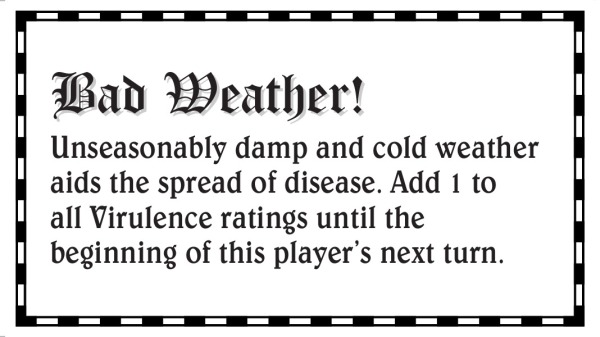 Bad Weather!
Unseasonably damp and cold weather
aids the spread of disease. Add 1 to
all Virulence ratings until the
beginning of this player's next turn.